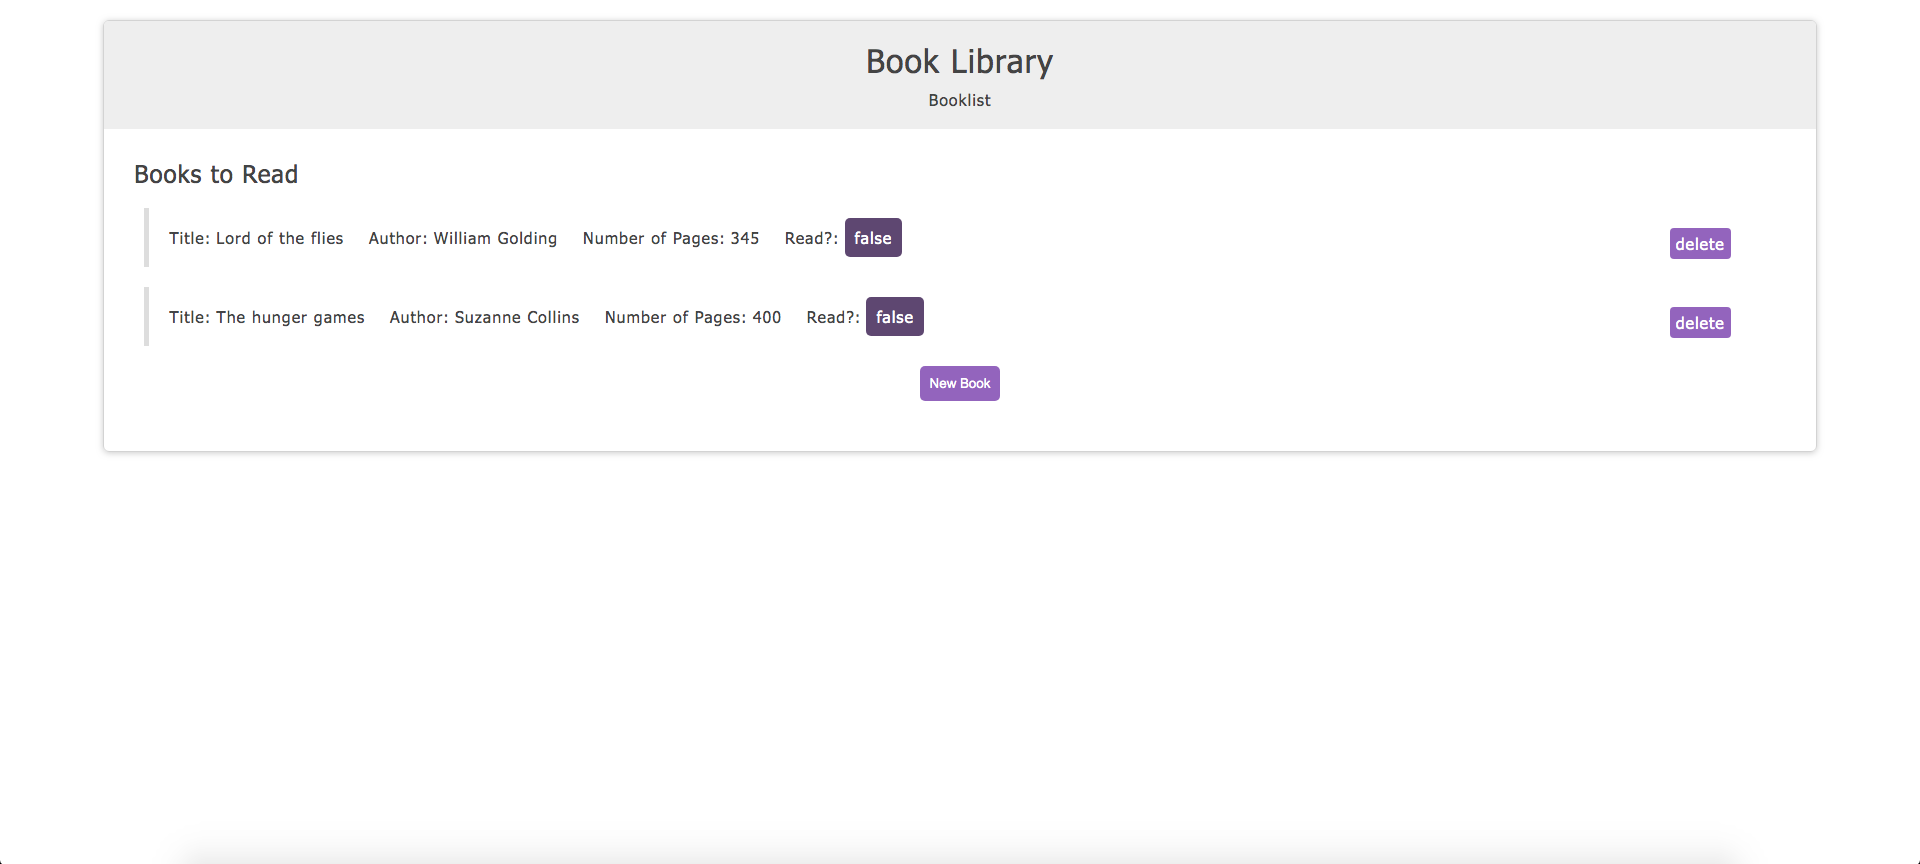 Book Library
Booklist
Books to Read
Title: Lord of the flies Author: William Golding Number of Pages: 345 Read?: false delete
Title: The hunger games Author: Suzanne Collins Number of Pages: 400 Read?: false delete
New Book